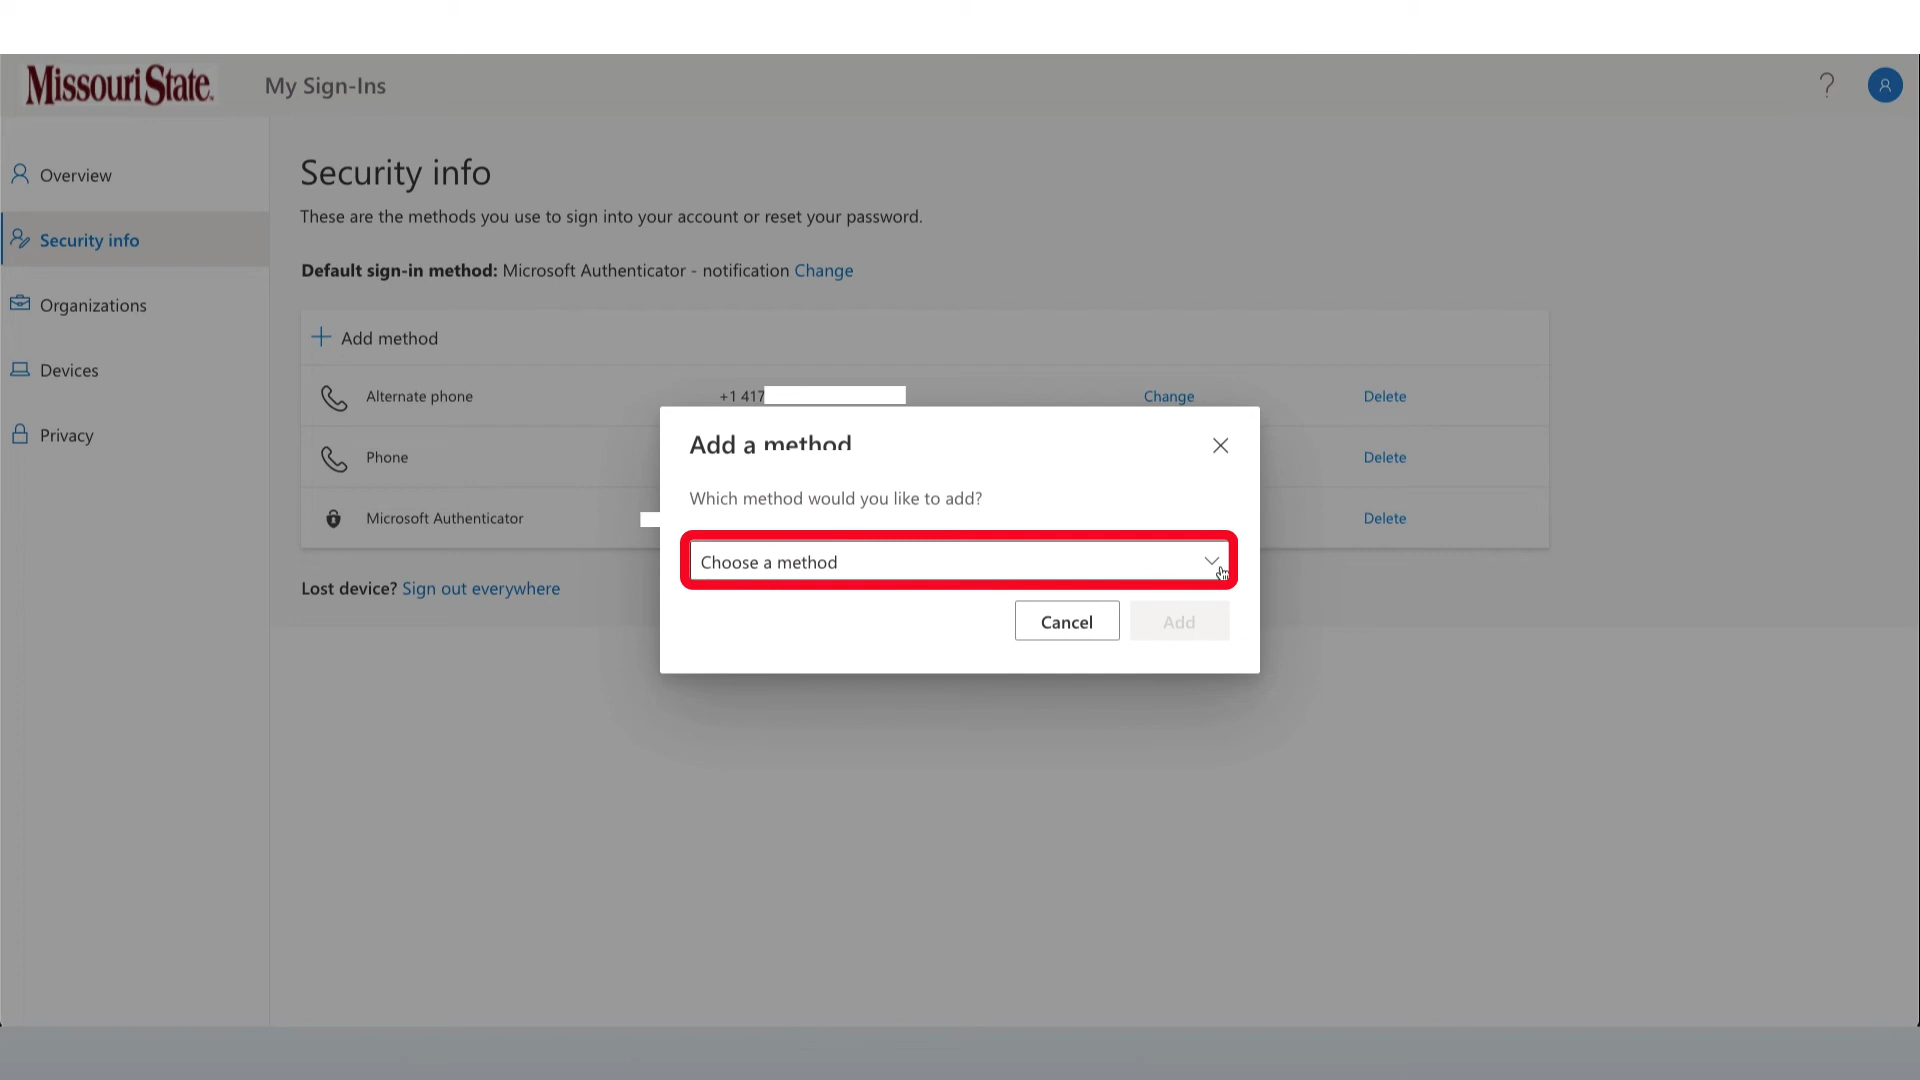 Missouri State
My Sign-Ins
?
Overview
Security info
Organizations
Devices
Privacy
Security info
These are the methods you use to sign into your account or reset your password.
Default sign-in method: Microsoft Authenticator - notification Change
Add method
Alternate phone +1 417 Change Delete
Phone Delete
Microsoft Authenticator Delete
Lost device? Sign out everywhere
Add a method
Which method would you like to add?
Choose a method
Cancel Add